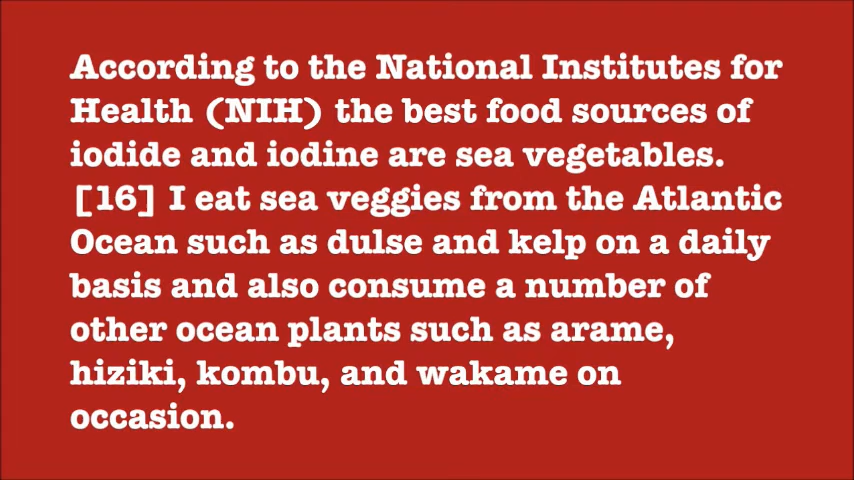 According to the National Institutes for
Health (NIH) the best food sources of
iodide and iodine are sea vegetables.
[16] I eat sea veggies from the Atlantic
Ocean such as dulse and kelp on a daily
basis and also consume a number of
other ocean plants such as arame,
hiziki, kombu, and wakame on
occasion.